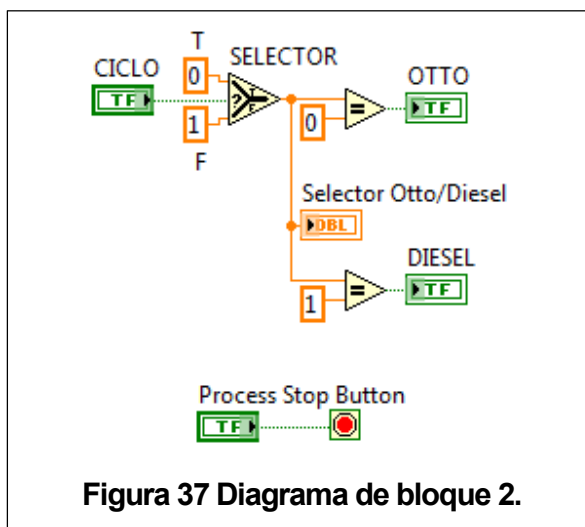 T
SELECTOR
CICLO
0
OTTO
TF
?
T
F
=
TF
1
0
F
Selector Otto/Diesel
DBL
DIESEL
=
TF
1
Process Stop Button
TF
Figura 37 Diagrama de bloque 2.